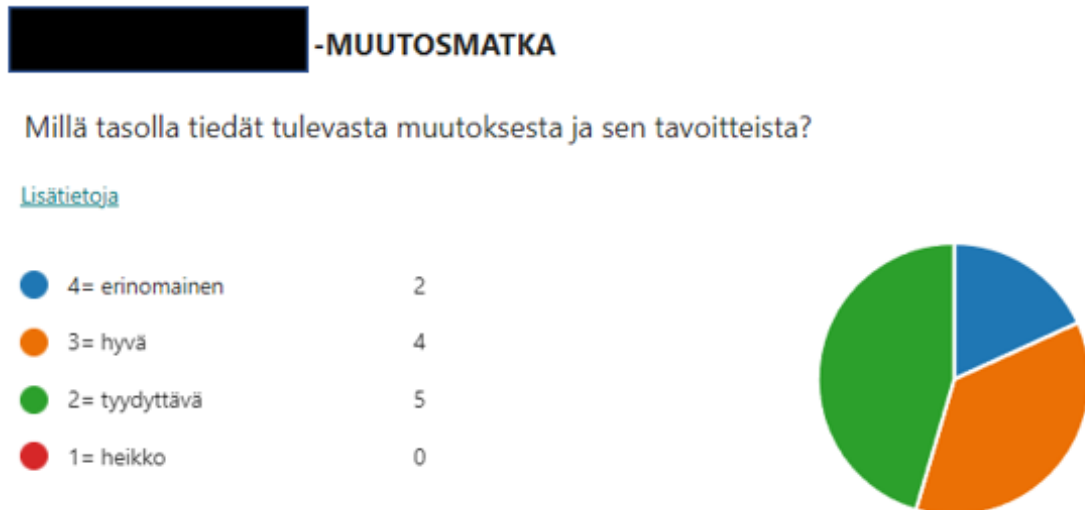 -MUUTOSMATKA
Millä tasolla tiedät tulevasta muutoksesta ja sen tavoitteista?
Lisätietoja
4= erinomainen 2
3= hyvä 4
2= tyydyttävä 5
1= heikko 0